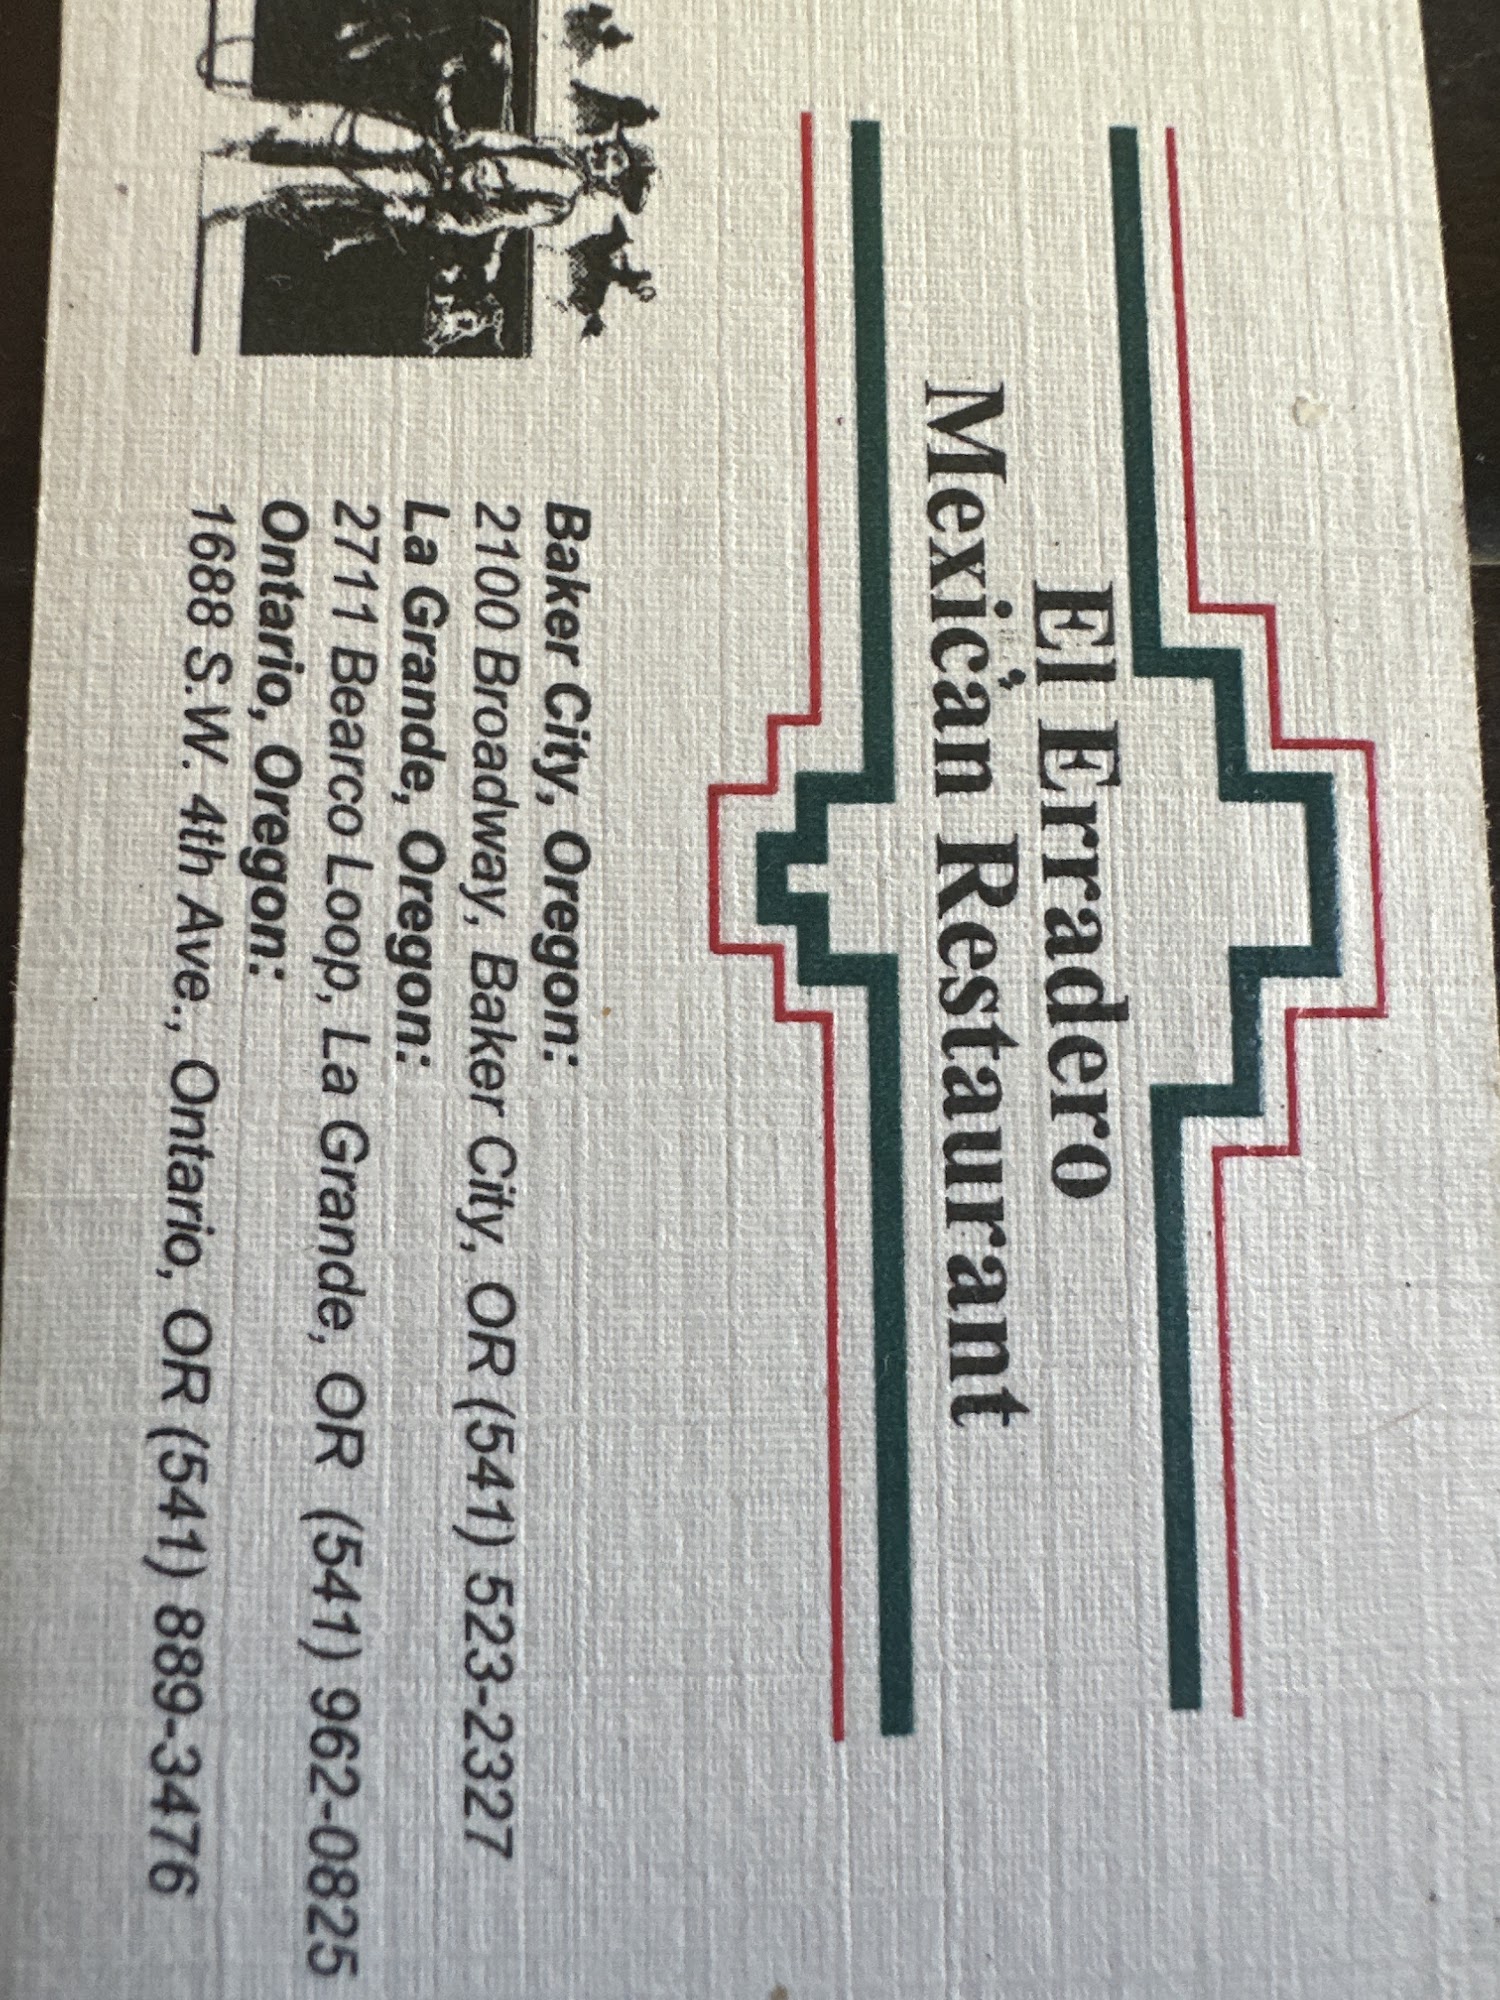 El Erradero
Mexican Restaurant
Baker City, Oregon:
2100 Broadway, Baker City, OR (541) 523-2327
La Grande, Oregon:
2711 Bearco Loop, La Grande, OR (541) 962-0825
Ontario, Oregon:
1688 S.W. 4th Ave., Ontario, OR (541) 889-3476